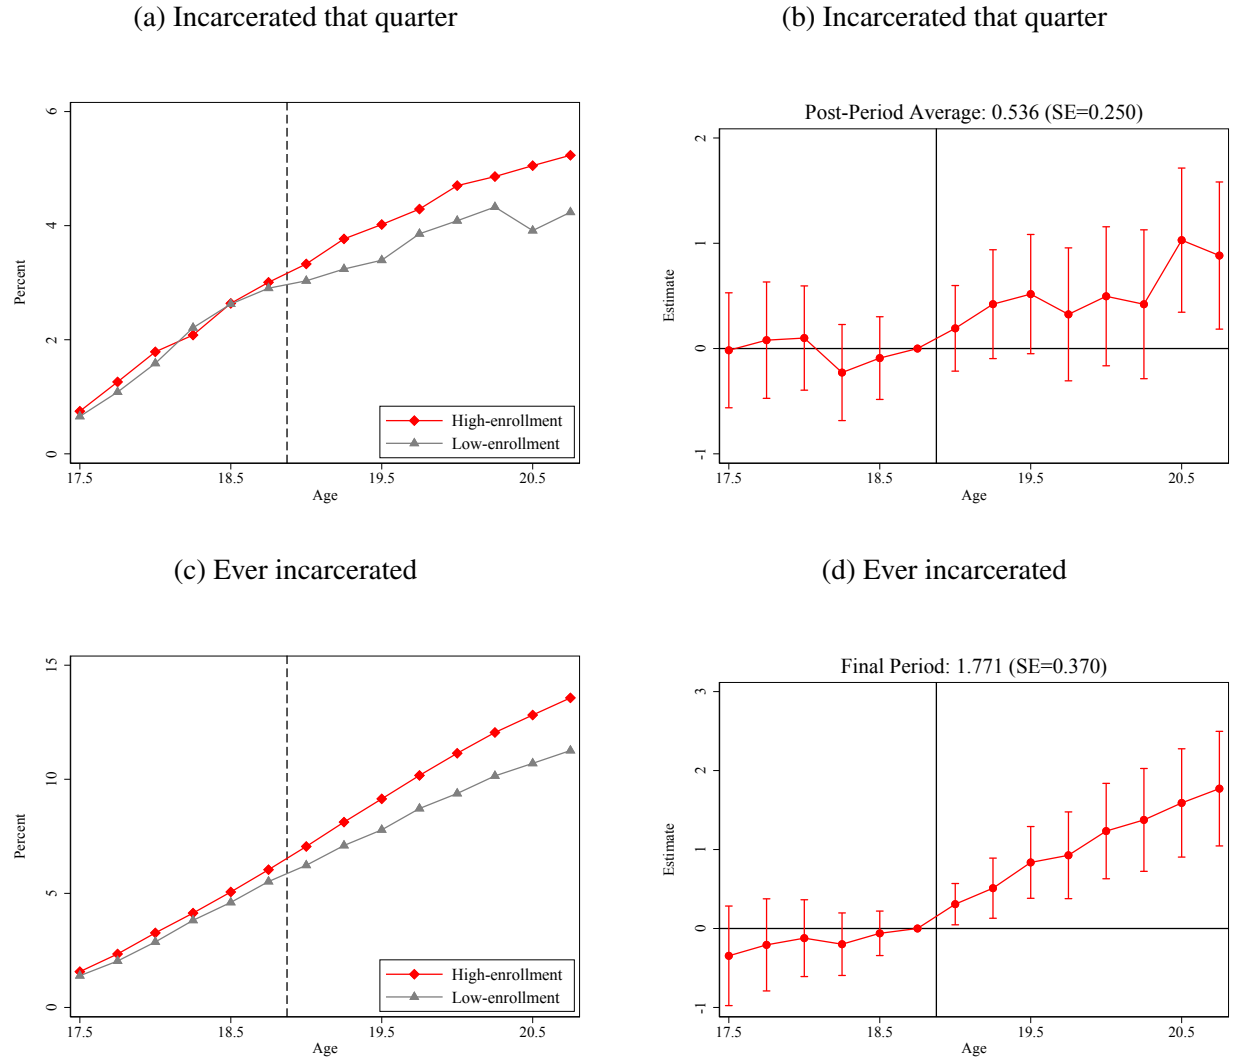 (a) Incarcerated that quarter
6
4
2
0
Percent
17.5
18.5
19.5
20.5
Age
High-enrollment
Low-enrollment
(b) Incarcerated that quarter
Post-Period Average: 0.536 (SE=0.250)
2
1
0
-1
Estimate
17.5
18.5
19.5
20.5
Age
(c) Ever incarcerated
15
10
5
0
Percent
17.5
18.5
19.5
20.5
Age
High-enrollment
Low-enrollment
(d) Ever incarcerated
Final Period: 1.771 (SE=0.370)
3
2
1
0
-1
Estimate
17.5
18.5
19.5
20.5
Age